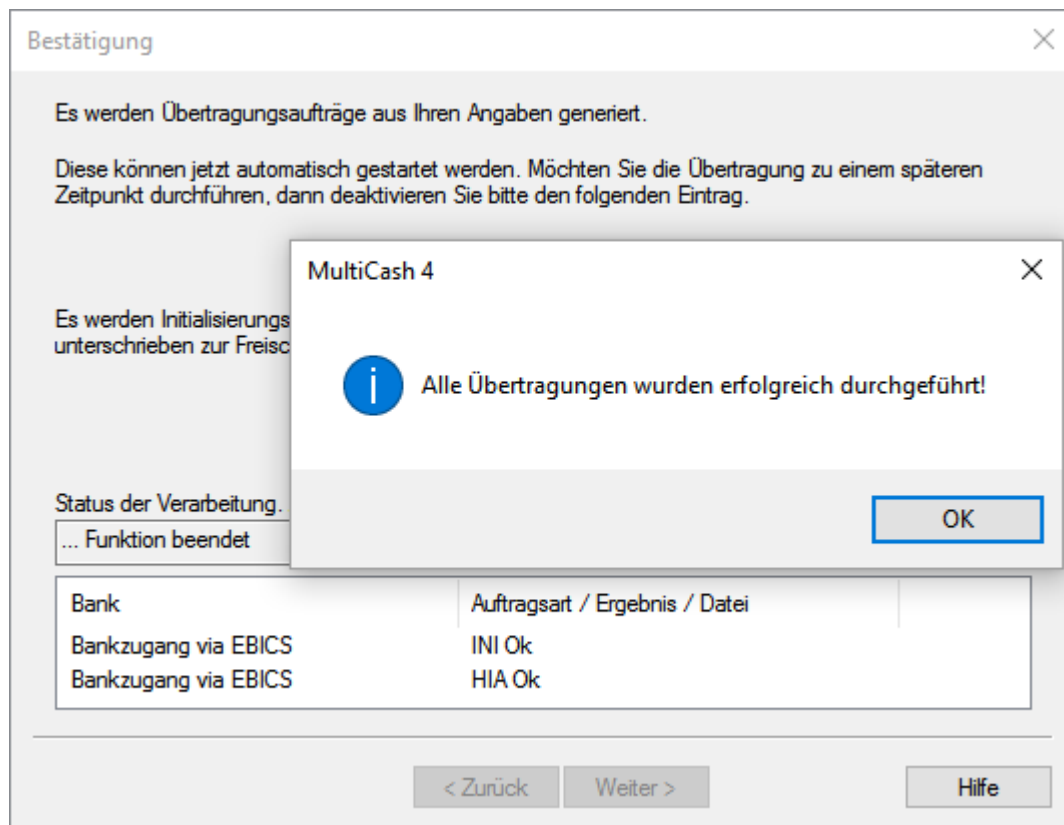 Bestätigung
Es werden Übertragungsaufträge aus Ihren Angaben generiert.
Diese können jetzt automatisch gestartet werden. Möchten Sie die Übertragung zu einem späteren
Zeitpunkt durchführen, dann deaktivieren Sie bitte den folgenden Eintrag.
MultiCash 4
Es werden Initialisierungs
unterschrieben zur Freisc
Alle Übertragungen wurden erfolgreich durchgeführt!
Status der Verarbeitung.
OK
... Funktion beendet
Bank Auftragsart / Ergebnis / Datei
Bankzugang via EBICS INI Ok
Bankzugang via EBICS HIA Ok
< Zurück Weiter > Hilfe